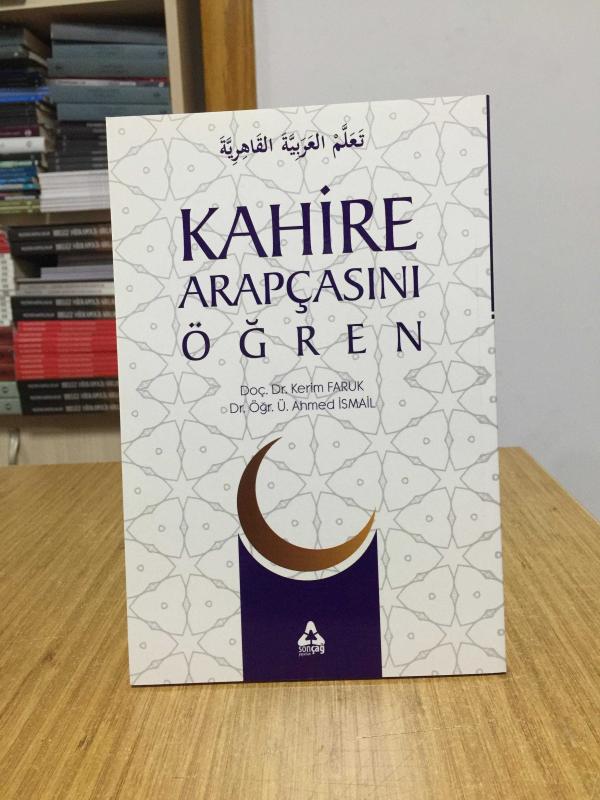 تَعَلَّمْ العَرَبِيَّةَ القَاهِرِيَّةَ
KAHİRE
ARAPÇASINI
ÖĞREN
Doç. Dr. Kerim FARUK
Dr. Öğr. Ü. Ahmed İSMAİL
sonçağ